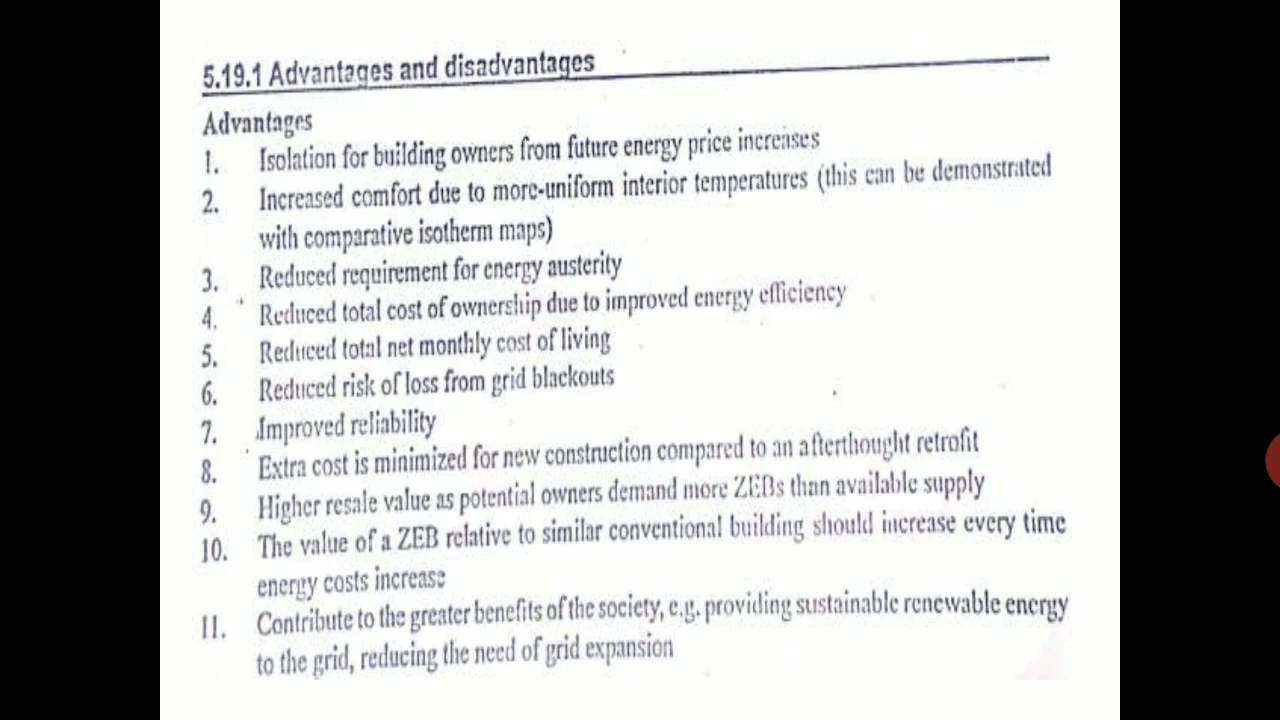 5.19.1 Advantages and disadvantages
Advantages
1. Isolation for building owners from future energy price increases
2. Increased comfort due to more-uniform interior temperatures (this can be demonstrated
with comparative isotherm maps)
3. Reduced requirement for energy austerity
4. Reduced total cost of ownership due to improved energy efficiency
5. Reduced total net monthly cost of living
6. Reduced risk of loss from grid blackouts
7. Improved reliability
8. Extra cost is minimized for new construction compared to an afterthought retrofit
9. Higher resale value as potential owners demand more ZEBs than available supply
10. The value of a ZEB relative to similar conventional building should increase every time
energy costs increase
11. Contribute to the greater benefits of the society, e.g. providing sustainable renewable energy
to the grid, reducing the need of grid expansion